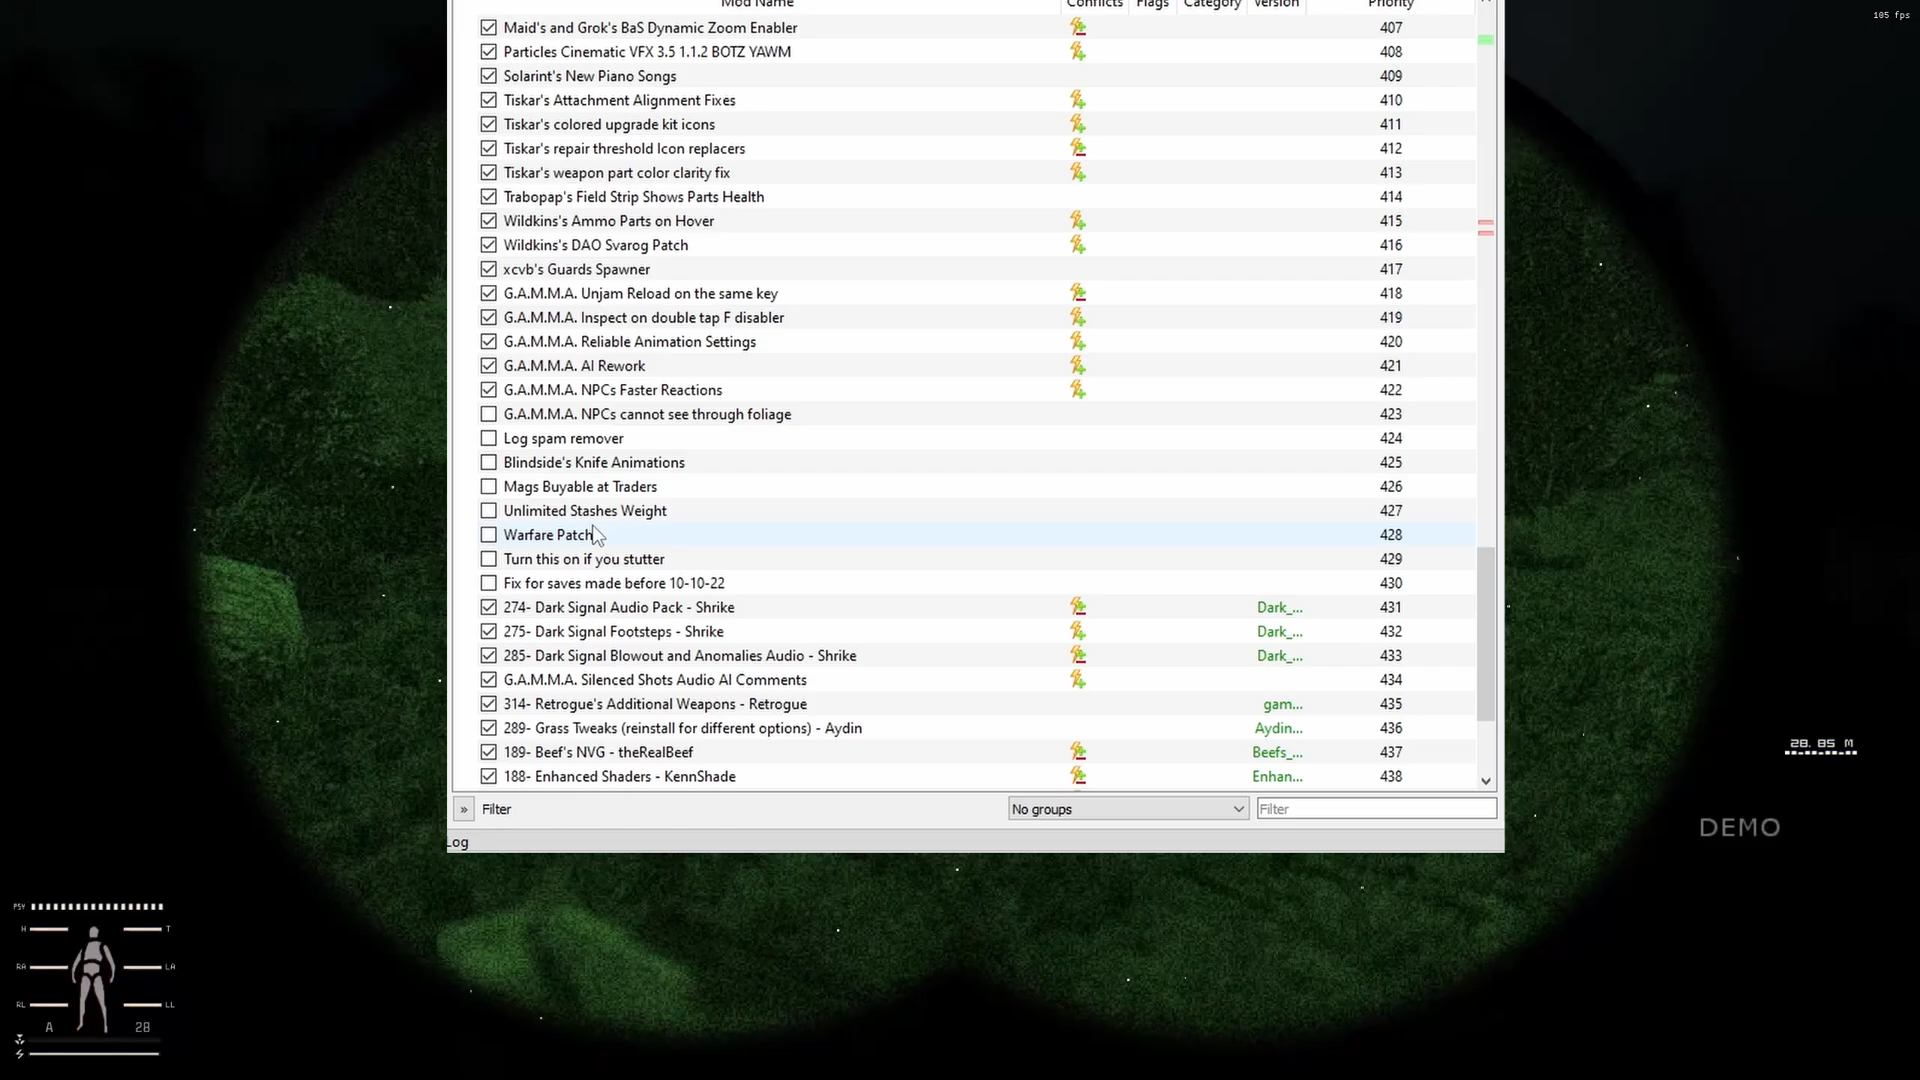 105 fps
Mod Name Conflicts Flags Category Version Priority
Maid's and Grok's BaS Dynamic Zoom Enabler 407
Particles Cinematic VFX 3.5 1.1.2 BOTZ YAWM 408
Solarint's New Piano Songs 409
Tiskar's Attachment Alignment Fixes 410
Tiskar's colored upgrade kit icons 411
Tiskar's repair threshold Icon replacers 412
Tiskar's weapon part color clarity fix 413
Trabopap's Field Strip Shows Parts Health 414
Wildkins's Ammo Parts on Hover 415
Wildkins's DAO Svarog Patch 416
xcvb's Guards Spawner 417
G.A.M.M.A. Unjam Reload on the same key 418
G.A.M.M.A. Inspect on double tap F disabler 419
G.A.M.M.A. Reliable Animation Settings 420
G.A.M.M.A. AI Rework 421
G.A.M.M.A. NPCs Faster Reactions 422
G.A.M.M.A. NPCs cannot see through foliage 423
Log spam remover 424
Blindside's Knife Animations 425
Mags Buyable at Traders 426
Unlimited Stashes Weight 427
Warfare Patch 428
Turn this on if you stutter 429
Fix for saves made before 10-10-22 430
274- Dark Signal Audio Pack - Shrike Dark_... 431
275- Dark Signal Footsteps - Shrike Dark_... 432
285- Dark Signal Blowout and Anomalies Audio - Shrike Dark_... 433
G.A.M.M.A. Silenced Shots Audio AI Comments 434
314- Retrogue's Additional Weapons - Retrogue gam... 435
289- Grass Tweaks (reinstall for different options) - Aydin Aydin... 436
189- Beef's NVG - theRealBeef Beefs_... 437
188- Enhanced Shaders - KennShade Enhan... 438
» Filter No groups Filter
Log
28.85 M
DEMO
PSY
H T
RA LA
RL LL
A 28